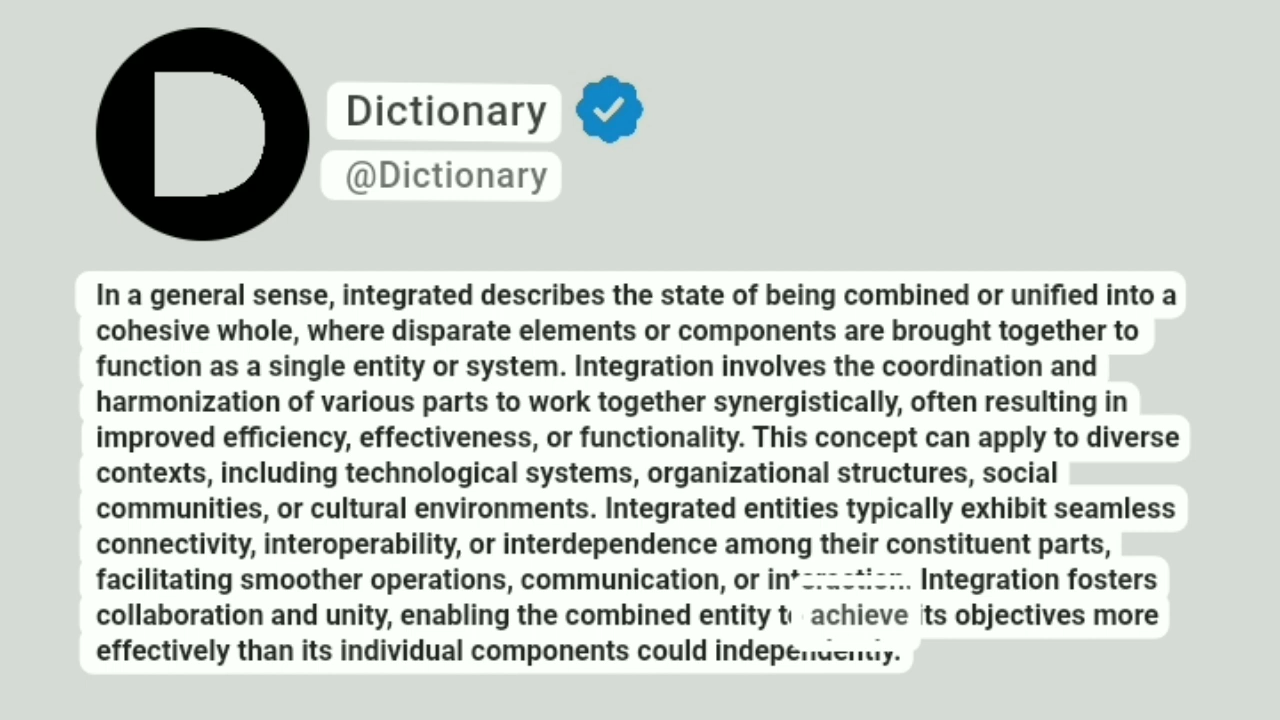 D
Dictionary
@Dictionary
In a general sense, integrated describes the state of being combined or unified into a
cohesive whole, where disparate elements or components are brought together to
function as a single entity or system. Integration involves the coordination and
harmonization of various parts to work together synergistically, often resulting in
improved efficiency, effectiveness, or functionality. This concept can apply to diverse
contexts, including technological systems, organizational structures, social
communities, or cultural environments. Integrated entities typically exhibit seamless
connectivity, interoperability, or interdependence among their constituent parts,
facilitating smoother operations, communication, or interaction. Integration fosters
collaboration and unity, enabling the combined entity to achieve its objectives more
effectively than its individual components could independently.